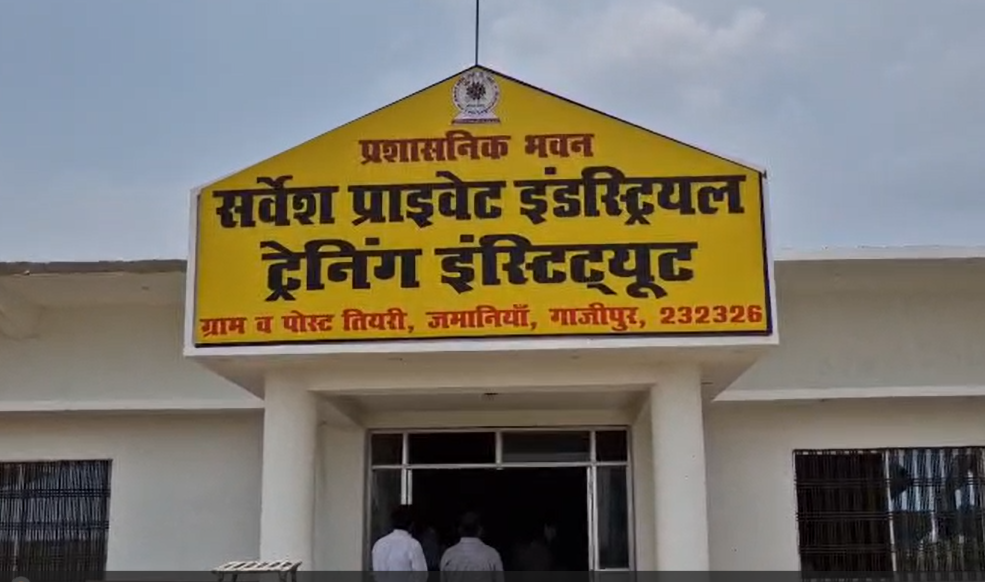 प्रशासनिक भवन
सर्वेश प्राइवेट इंडस्ट्रियल
ट्रेनिंग इंस्टिट्यूट
ग्राम व पोस्ट तियरी, जमानियाँ, गाजीपुर, 232326